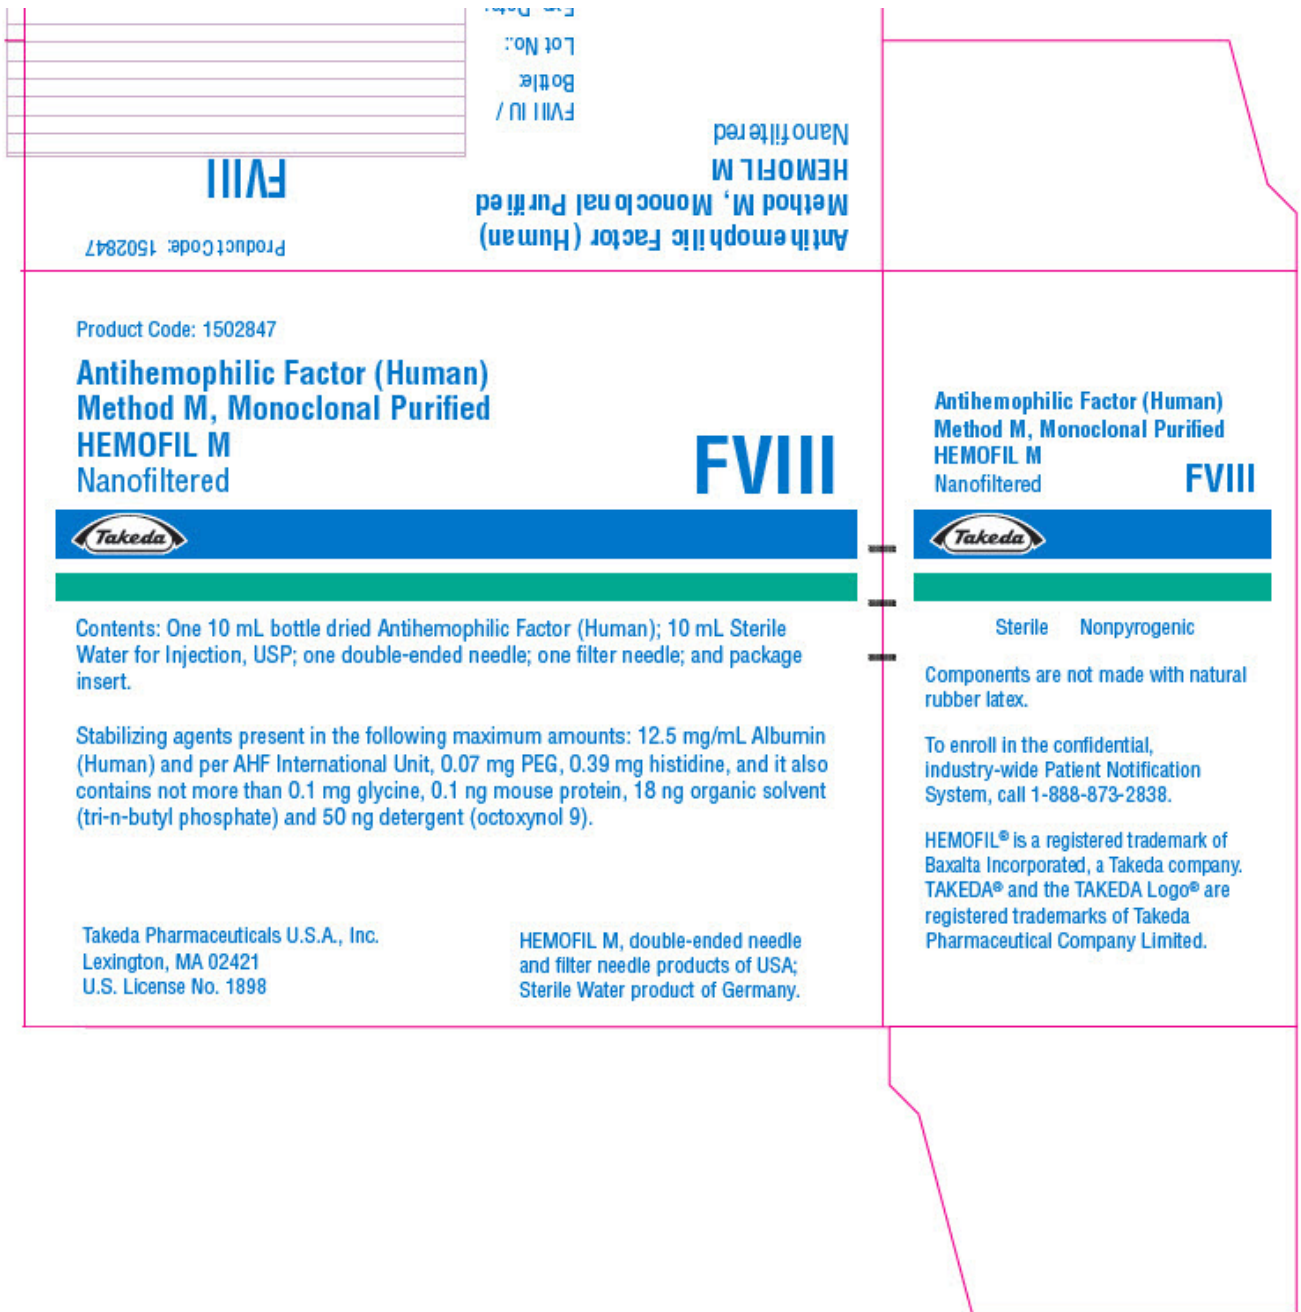 Lot No.:
Bottle:
FVIII IU /
Nanofiltered
HEMOFIL M
Method M, Monoclonal Purified
Antihemophilic Factor (Human)
FVIII
Product Code: 1502847
Product Code: 1502847
Antihemophilic Factor (Human)
Method M, Monoclonal Purified
HEMOFIL M
Nanofiltered
FVIII
Takeda
Contents: One 10 mL bottle dried Antihemophilic Factor (Human); 10 mL Sterile
Water for Injection, USP; one double-ended needle; one filter needle; and package
insert.
Stabilizing agents present in the following maximum amounts: 12.5 mg/mL Albumin
(Human) and per AHF International Unit, 0.07 mg PEG, 0.39 mg histidine, and it also
contains not more than 0.1 mg glycine, 0.1 ng mouse protein, 18 ng organic solvent
(tri-n-butyl phosphate) and 50 ng detergent (octoxynol 9).
Takeda Pharmaceuticals U.S.A., Inc.
Lexington, MA 02421
U.S. License No. 1898
HEMOFIL M, double-ended needle
and filter needle products of USA;
Sterile Water product of Germany.
Antihemophilic Factor (Human)
Method M, Monoclonal Purified
HEMOFIL M
Nanofiltered
FVIII
Takeda
Sterile Nonpyrogenic
Components are not made with natural
rubber latex.
To enroll in the confidential,
industry-wide Patient Notification
System, call 1-888-873-2838.
HEMOFIL® is a registered trademark of
Baxalta Incorporated, a Takeda company.
TAKEDA® and the TAKEDA Logo® are
registered trademarks of Takeda
Pharmaceutical Company Limited.